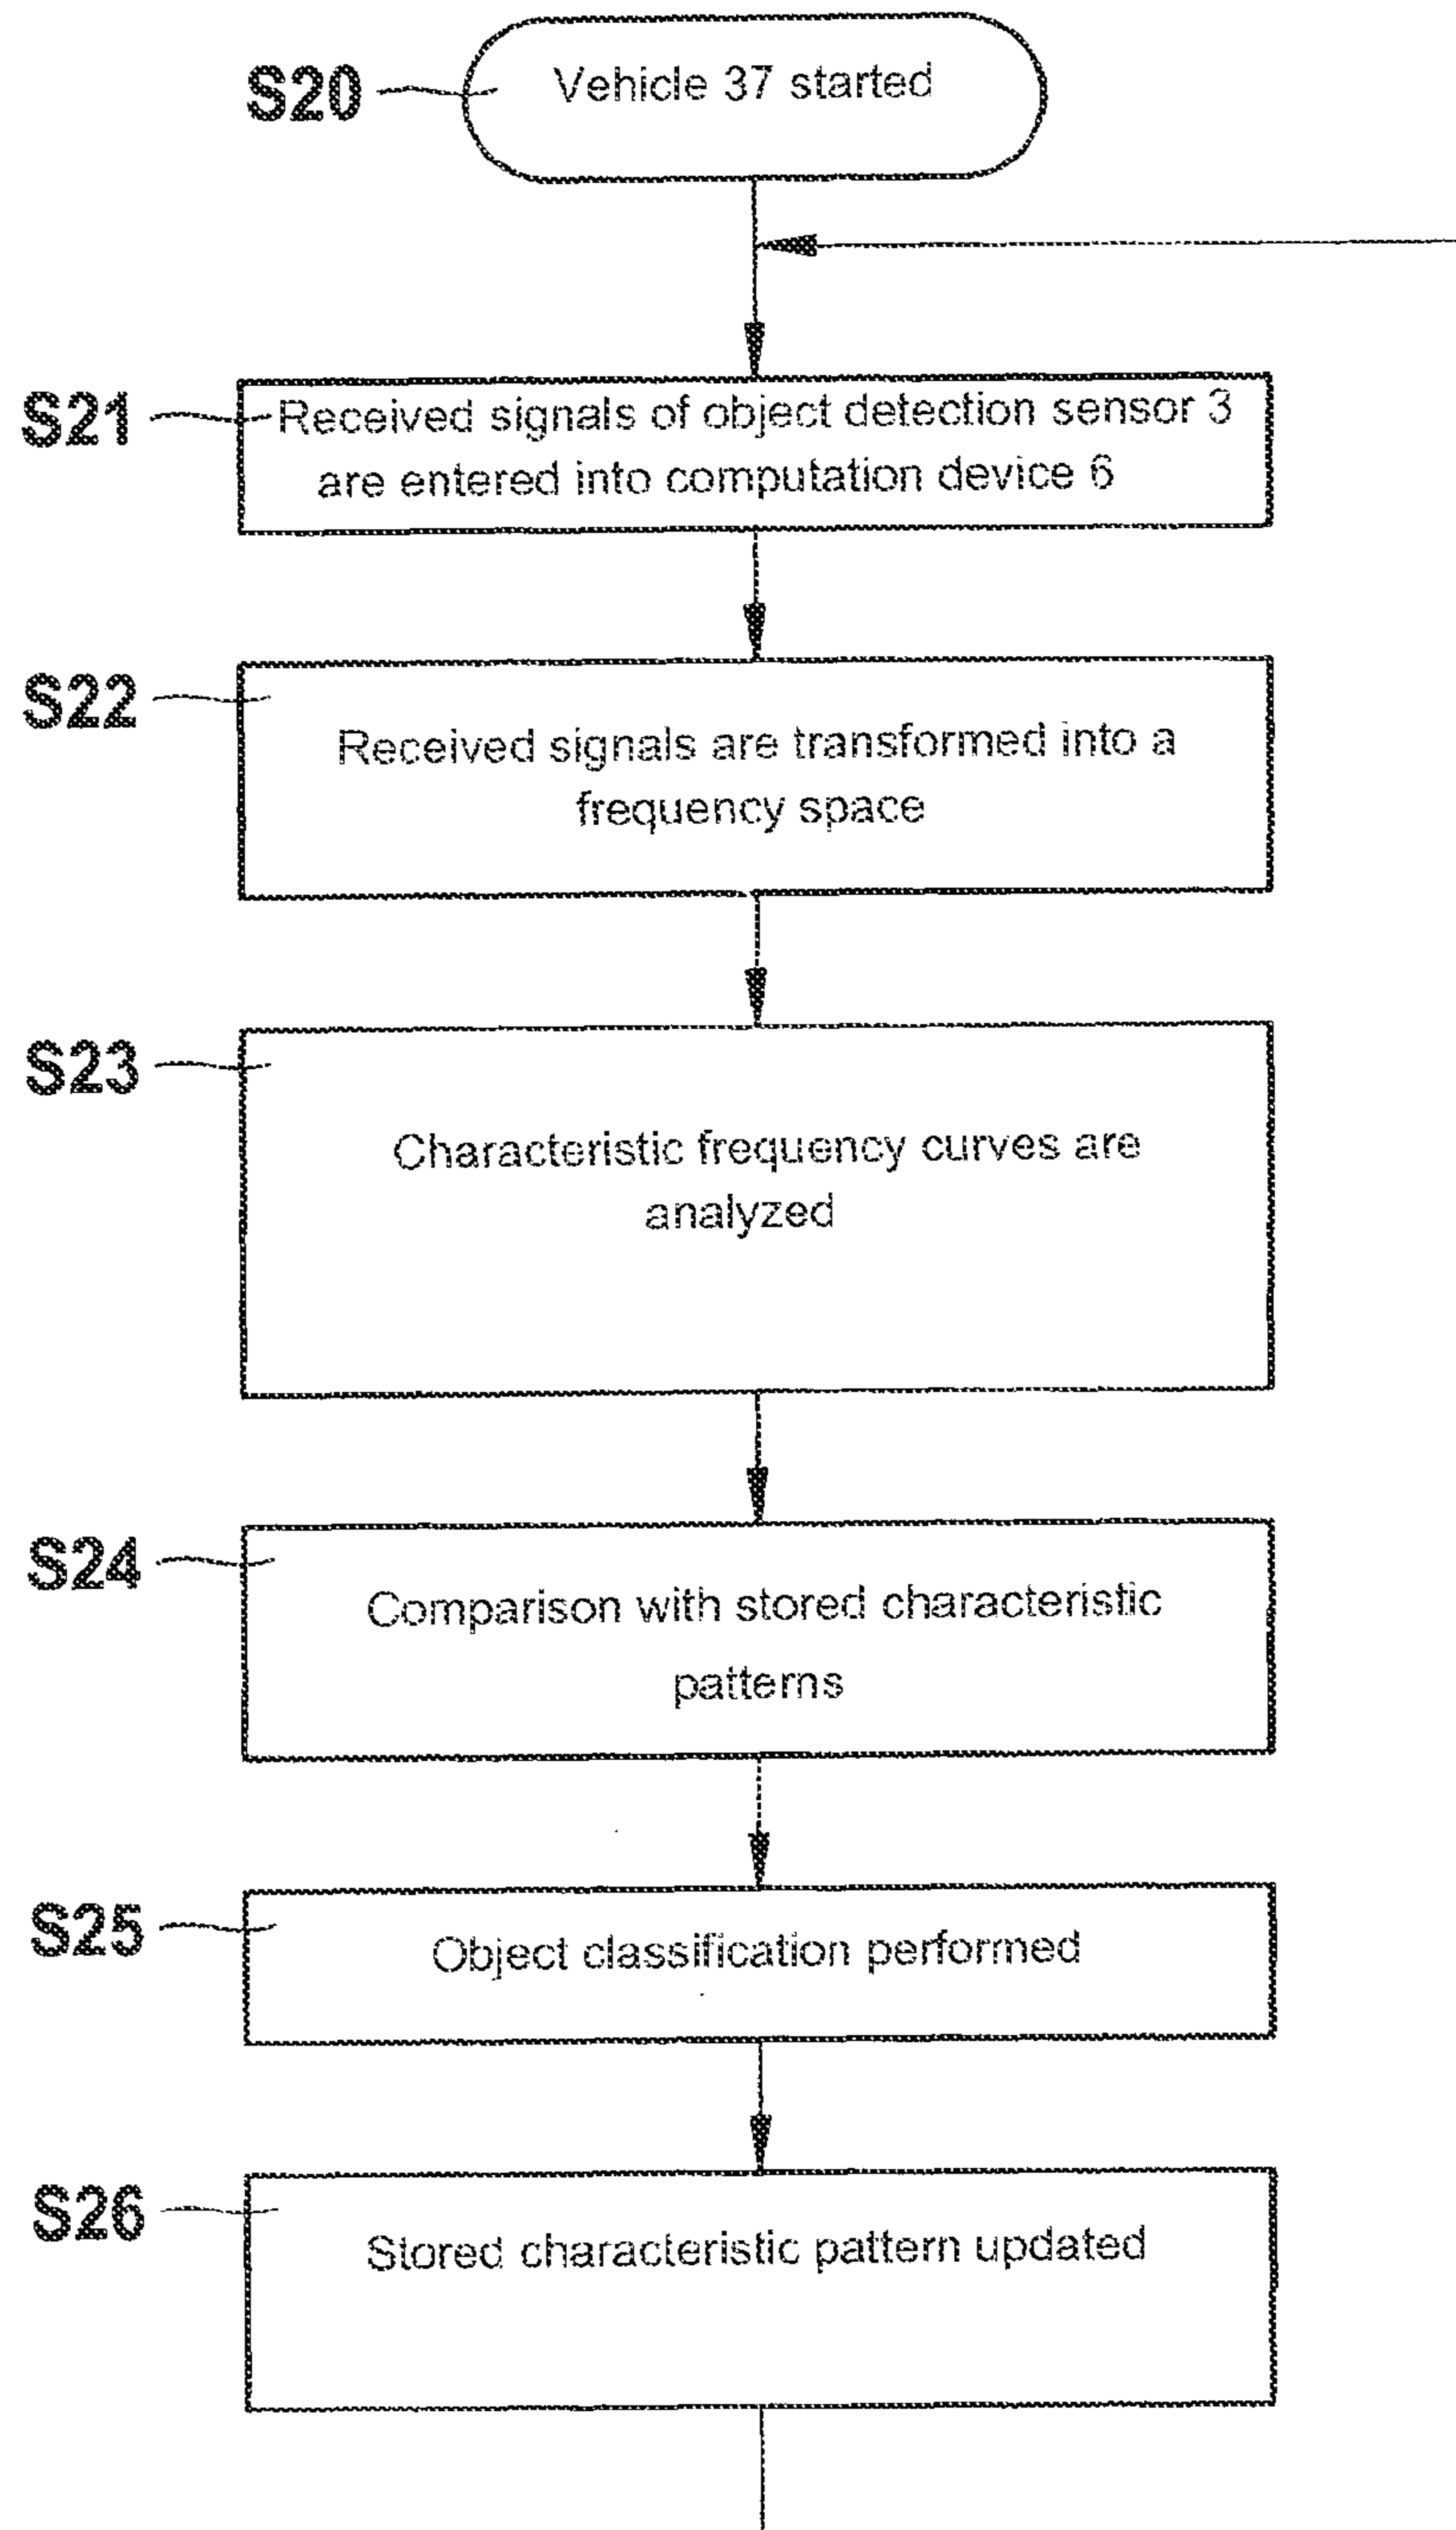 S20
Vehicle 37 started
S21
Received signals of object detection sensor 3
are entered into computation device 6
S22
Received signals are transformed into a
frequency space
S23
Characteristic frequency curves are
analyzed
S24
Comparison with stored characteristic
patterns
S25
Object classification performed
S26
Stored characteristic pattern updated